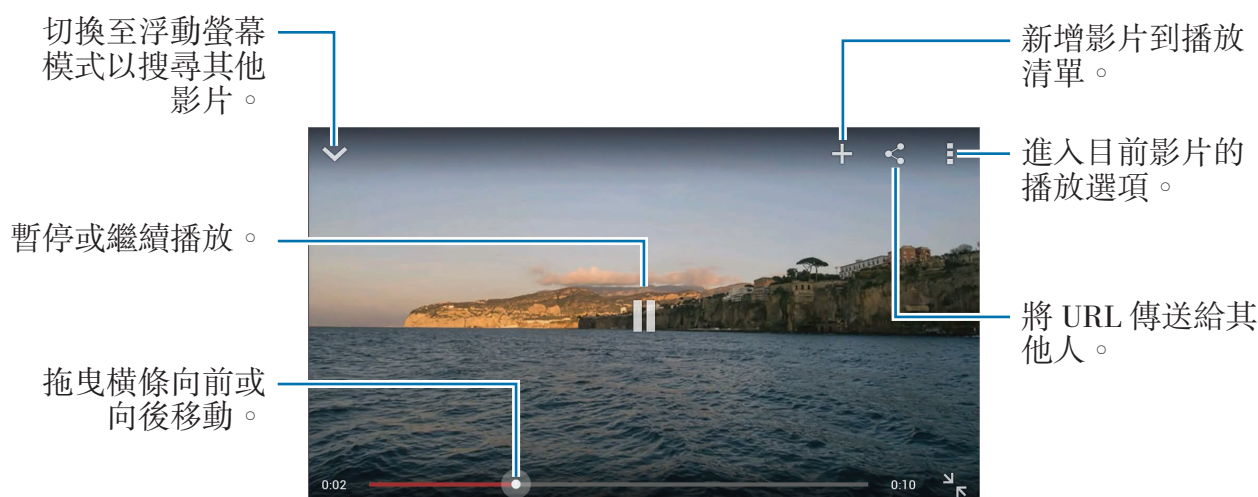 切換至浮動螢幕
模式以搜尋其他
影片。
新增影片到播放
清單。
進入目前影片的
播放選項。
暫停或繼續播放。
將 URL 傳送給其
他人。
拖曳橫條向前或
向後移動。
0:02
0:10